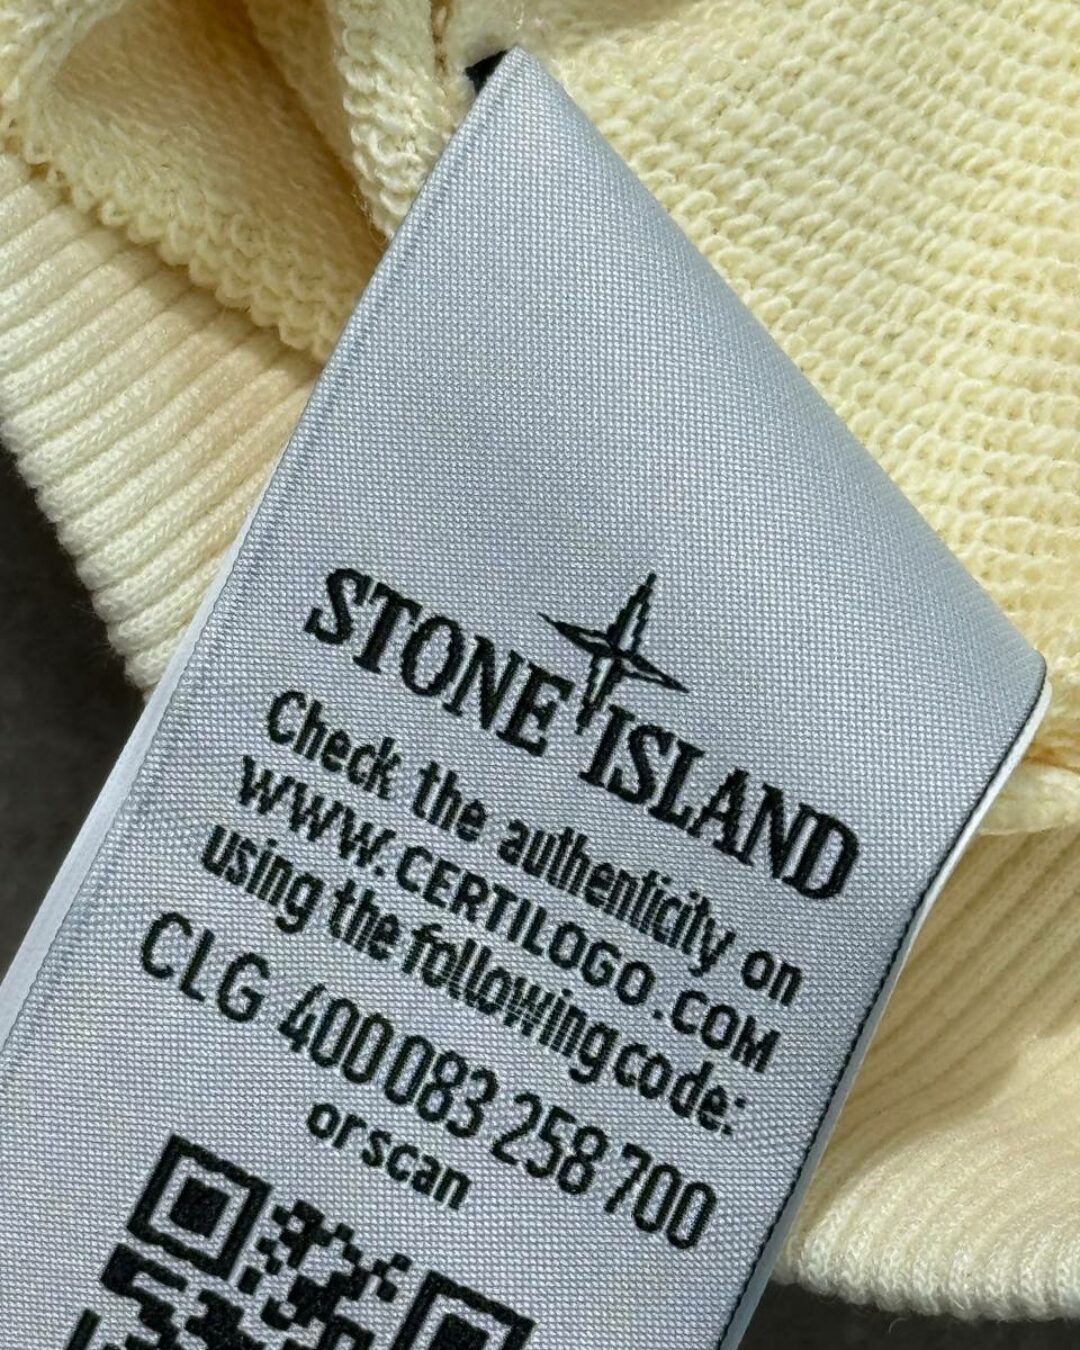 STONE ISLAND
Check the authenticity on
WWW.CERTILOGO.COM
using the following code:
CLG 400 083 258 700
or scan